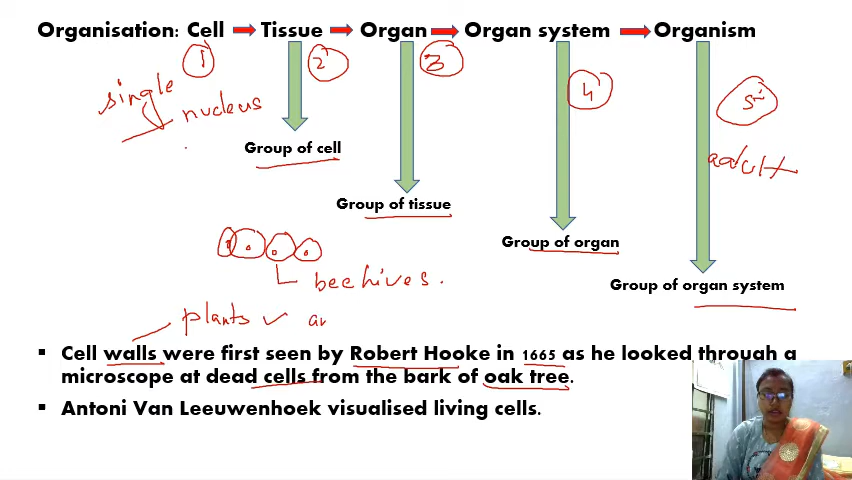 Organisation: Cell Tissue Organ Organ system Organism
1 2 3 4 5
single
nucleus
adult
Group of cell
Group of tissue
Group of organ
beehives.
Group of organ system
plants an
▪ Cell walls were first seen by Robert Hooke in 1665 as he looked through a
microscope at dead cells from the bark of oak tree.
▪ Antoni Van Leeuwenhoek visualised living cells.